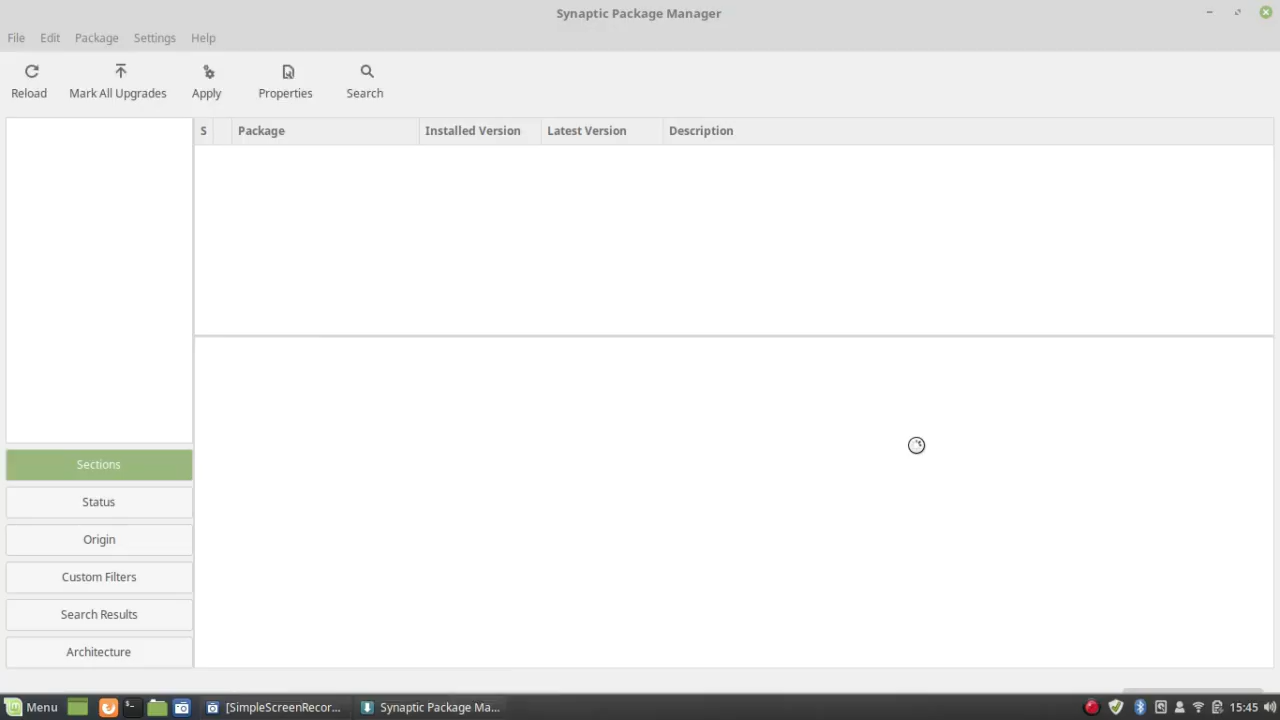 Synaptic Package Manager
File Edit Package Settings Help
Reload Mark All Upgrades Apply Properties Search
S Package Installed Version Latest Version Description
Sections
Status
Origin
Custom Filters
Search Results
Architecture
Menu [SimpleScreenRecor... Synaptic Package Ma... 15:45